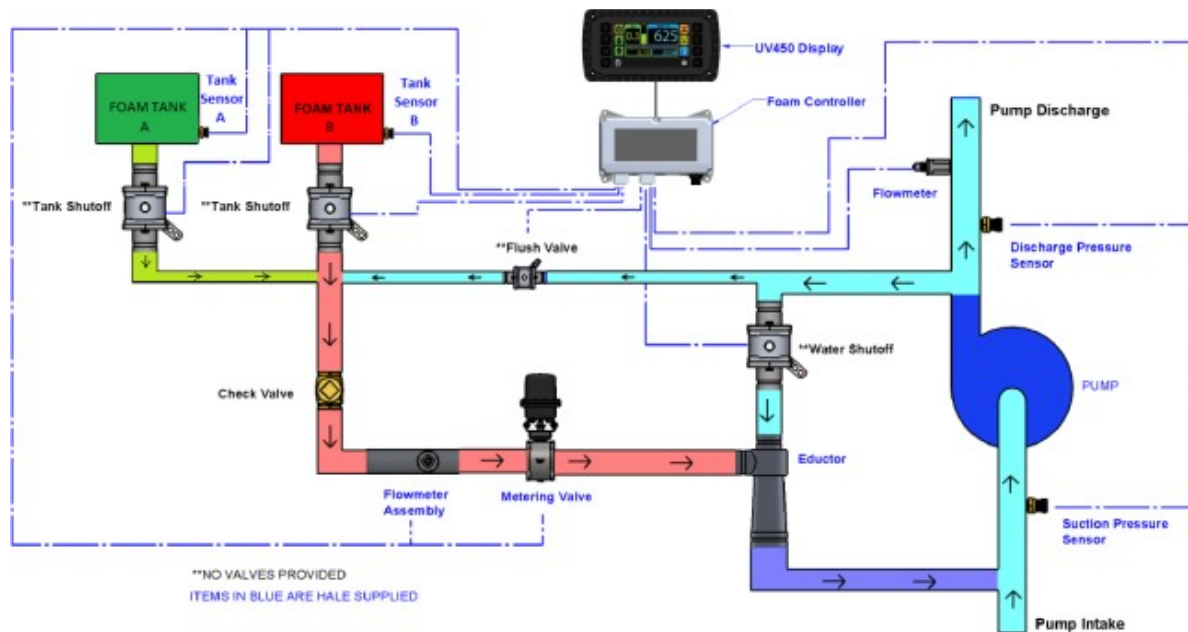 UV450 Display
Foam Controller
Tank
Sensor
A
Tank
Sensor
B
FOAM TANK
A
FOAM TANK
B
Pump Discharge
Flowmeter
**Tank Shutoff
**Tank Shutoff
**Flush Valve
Discharge Pressure
Sensor
**Water Shutoff
PUMP
Check Valve
Eductor
Flowmeter
Assembly
Metering Valve
Suction Pressure
Sensor
**NO VALVES PROVIDED
ITEMS IN BLUE ARE HALE SUPPLIED
Pump Intake